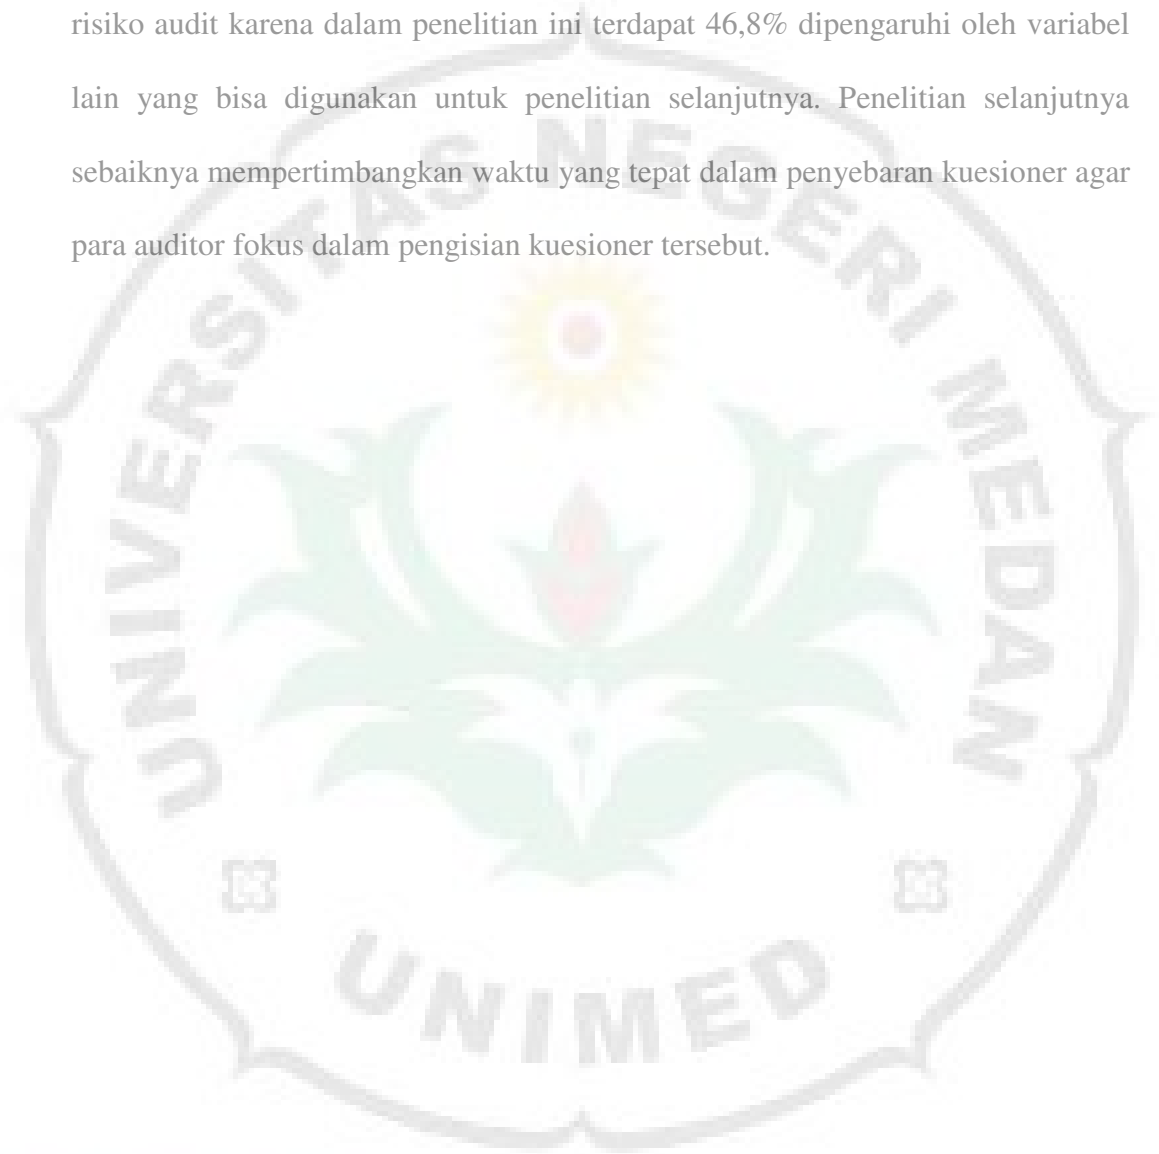 risiko audit karena dalam penelitian ini terdapat 46,8% dipengaruhi oleh variabel
lain yang bisa digunakan untuk penelitian selanjutnya. Penelitian selanjutnya
sebaiknya mempertimbangkan waktu yang tepat dalam penyebaran kuesioner agar
para auditor fokus dalam pengisian kuesioner tersebut.
UNIVERSITAS NEGERI MEDAN
UNIMED